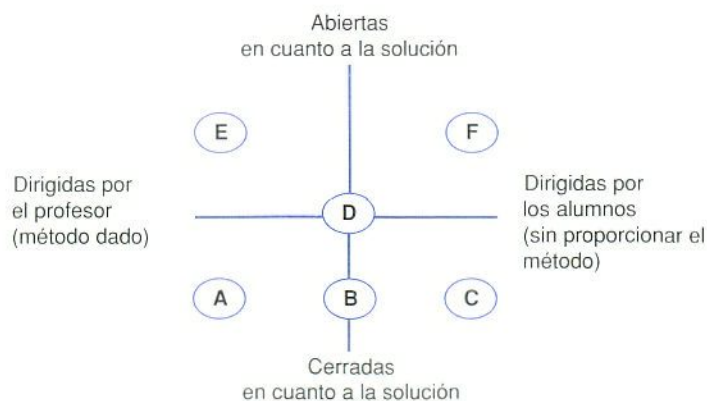 Abiertas
en cuanto a la solución
E
F
Dirigidas por
el profesor
(método dado)
D
Dirigidas por
los alumnos
(sin proporcionar el
método)
A
B
C
Cerradas
en cuanto a la solución